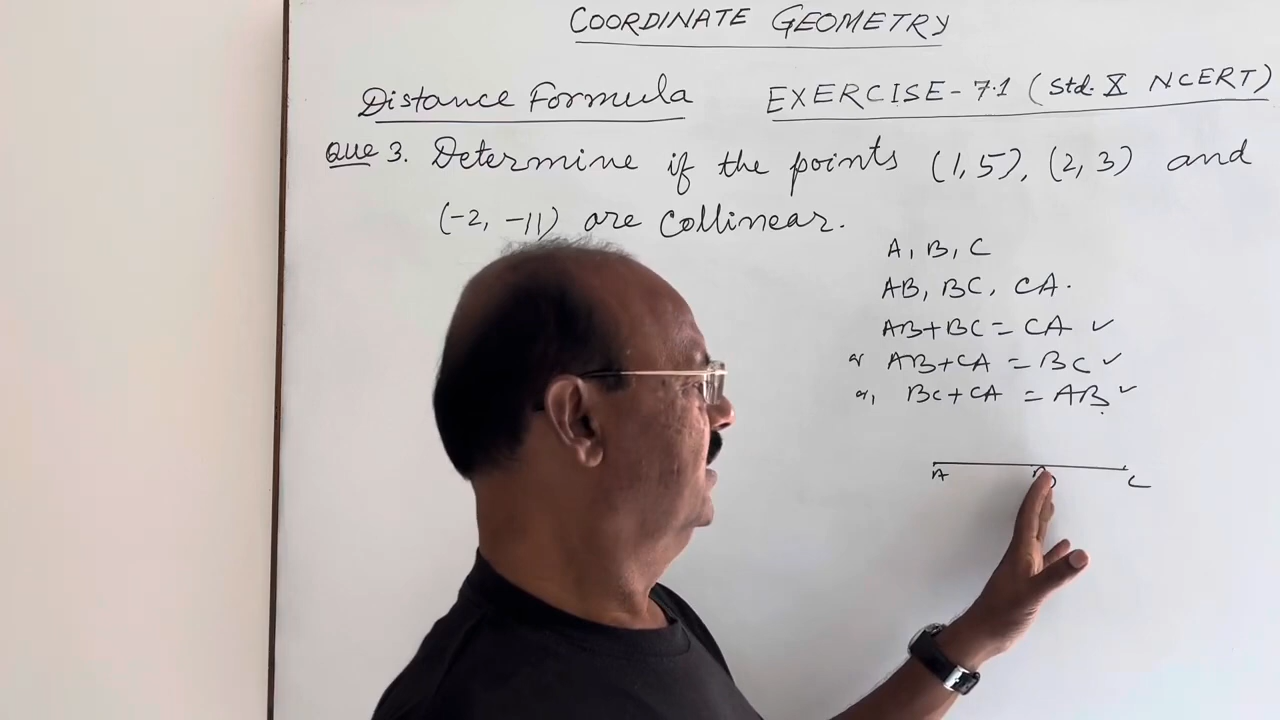 COORDINATE GEOMETRY
Distance Formula EXERCISE-7.1 (Std. X NCERT)
Que 3. Determine if the points (1,5), (2,3) and
(-2, -11) are collinear.
A, B, C
AB, BC, CA.
AB+BC = CA ✓
or AB+CA = BC ✓
or, BC+CA = AB ✓
A B C